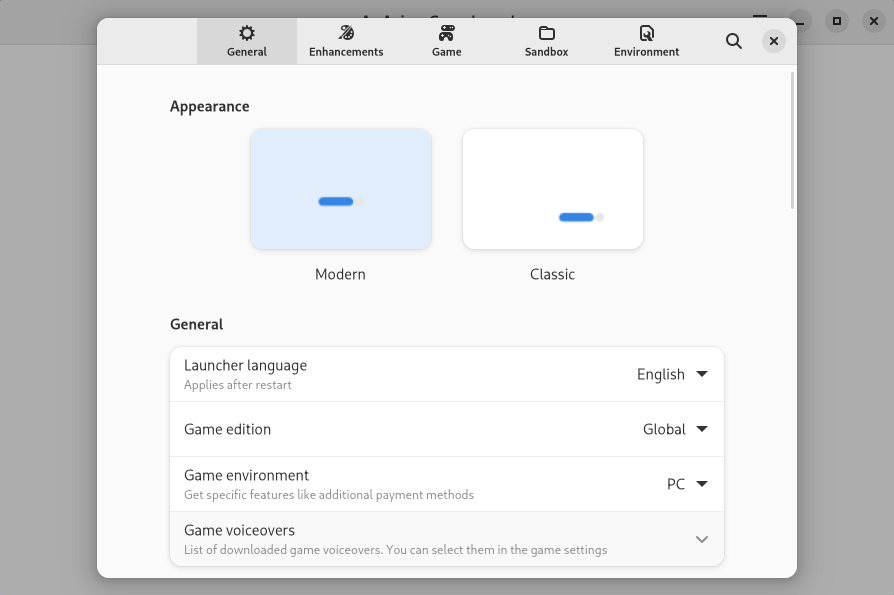 General
Enhancements
Game
Sandbox
Environment
Appearance
Modern
Classic
General
Launcher language
Applies after restart
English
Game edition
Global
Game environment
Get specific features like additional payment methods
PC
Game voiceovers
List of downloaded game voiceovers. You can select them in the game settings